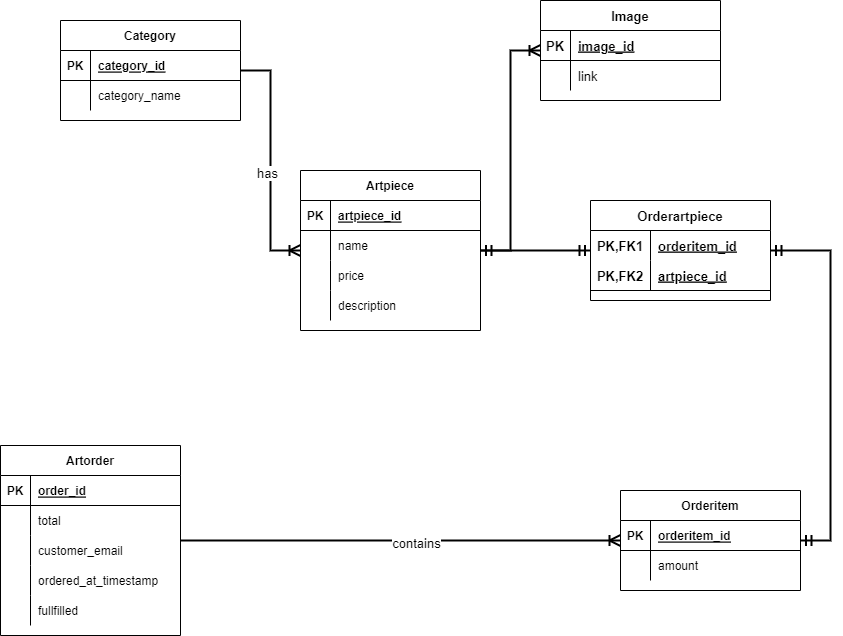 Category
PK category_id
category_name
has
Image
PK image_id
link
Artpiece
PK artpiece_id
name
price
description
Orderartpiece
PK,FK1 orderitem_id
PK,FK2 artpiece_id
Artorder
PK order_id
total
customer_email
ordered_at_timestamp
fullfilled
contains
Orderitem
PK orderitem_id
amount